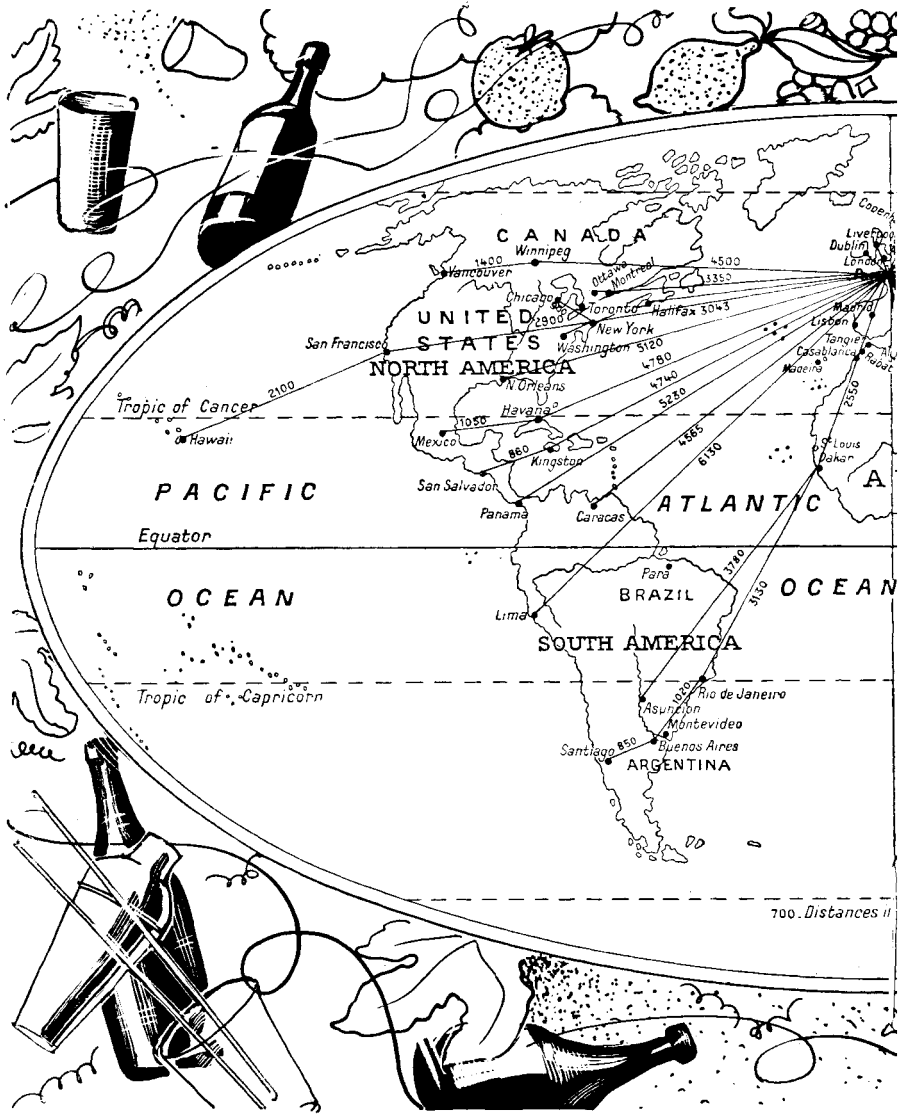 Copenh
Liverpoo
Dublin
London
CANADA
Winnipeg
1400
4500
Vancouver
Ottawa
Montreal
3350
Chicago
Toronto
Halifax 3043
UNITED
2900
New York
Madrid
Lisbon
San Francisco
STATES
Washington 5120
Tangier
Casablanca
Rabat
NORTH AMERICA
4780
Madeira
2100
N.Orleans
4740
2550
Tropic of Cancer
Havana
5230
1050
4565
Hawaii
Mexico
6130
St Louis
860
Kingston
Dakar
San Salvador
A
PACIFIC
ATLANTIC
Panama
Caracas
Equator
3780
Para
3130
OCEAN
BRAZIL
OCEAN
Lima
SOUTH AMERICA
Tropic of Capricorn
1020
Rio de Janeiro
Asuncion
Montevideo
Santiago
850
Buenos Aires
ARGENTINA
700. Distances i